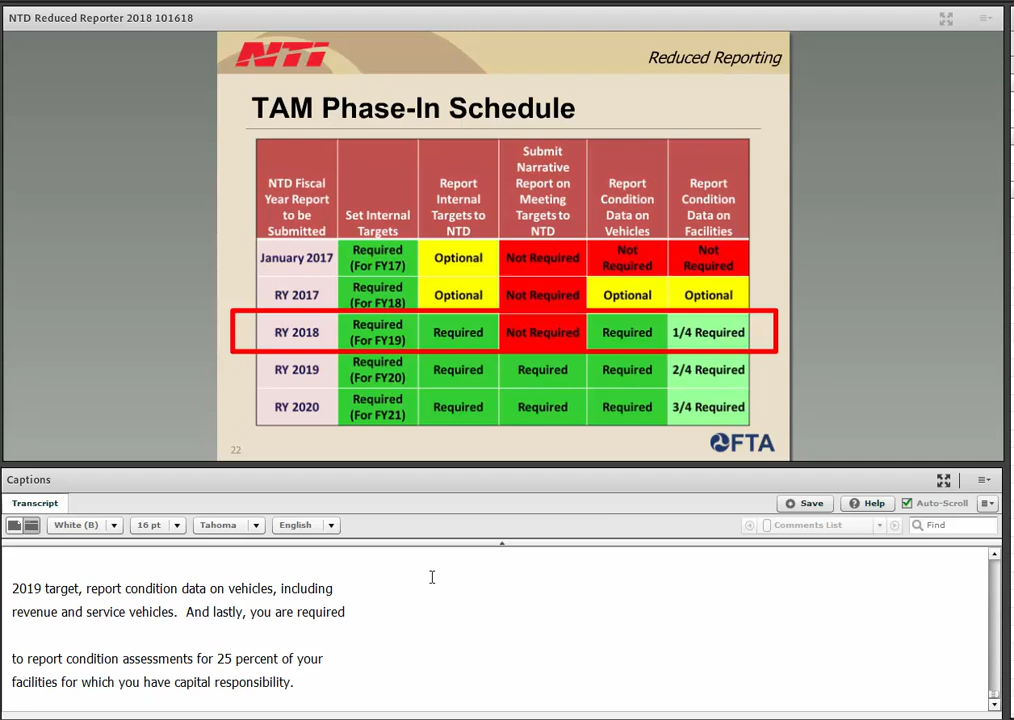 NTD Reduced Reporter 2018 101618
NTI
Reduced Reporting
TAM Phase-In Schedule
NTD Fiscal
Year Report
to be
Submitted
Set Internal
Targets
Report
Internal
Targets to
NTD
Submit
Narrative
Report on
Meeting
Targets to
NTD
Report
Condition
Data on
Vehicles
Report
Condition
Data on
Facilities
January 2017
Required
(For FY17)
Optional
Not Required
Not
Required
Not
Required
RY 2017
Required
(For FY18)
Optional
Not Required
Optional
Optional
RY 2018
Required
(For FY19)
Required
Not Required
Required
1/4 Required
RY 2019
Required
(For FY20)
Required
Required
Required
2/4 Required
RY 2020
Required
(For FY21)
Required
Required
Required
3/4 Required
22
FTA
Captions
Transcript
Save
Help
Auto-Scroll
White (B)
16 pt
Tahoma
English
Comments List
Find
2019 target, report condition data on vehicles, including
revenue and service vehicles. And lastly, you are required
to report condition assessments for 25 percent of your
facilities for which you have capital responsibility.